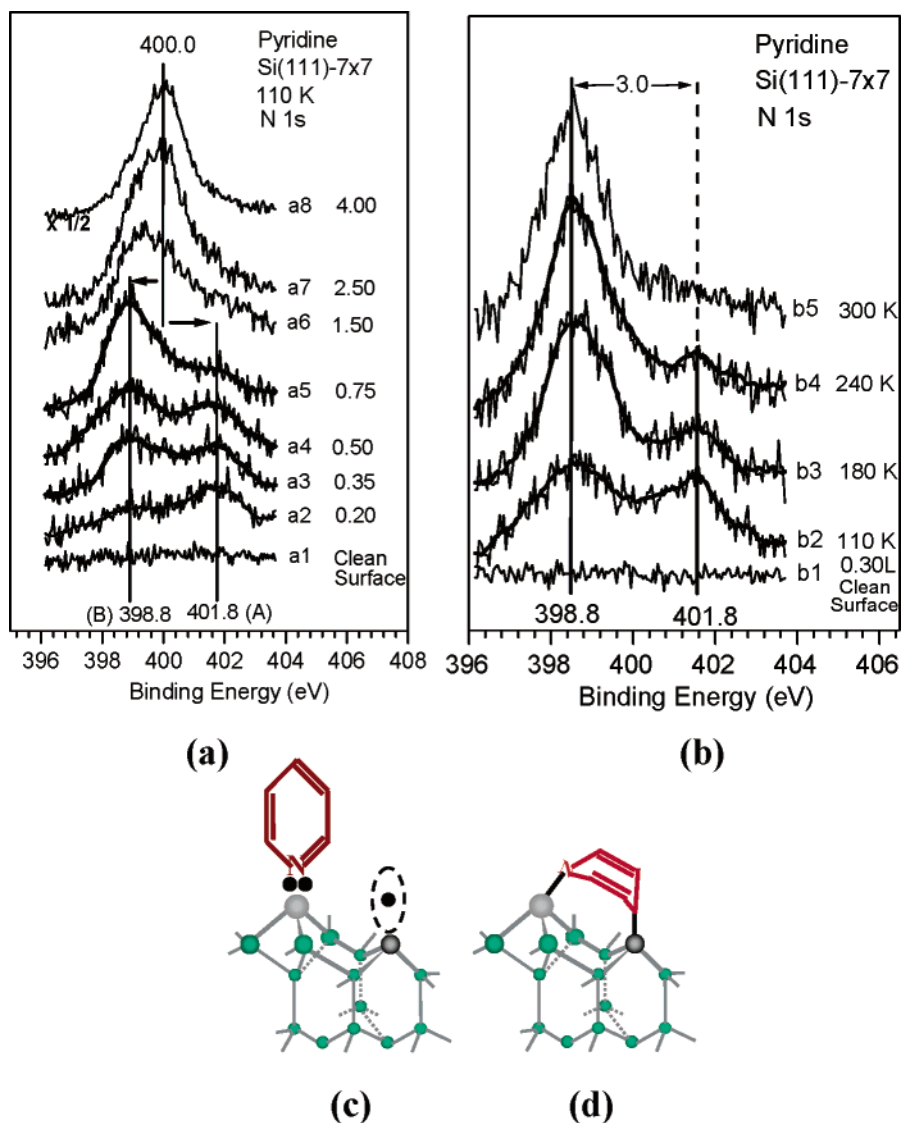 400.0
Pyridine
Si(111)-7x7
110 K
N 1s
a8 4.00
x 1/2
a7 2.50
a6 1.50
a5 0.75
a4 0.50
a3 0.35
a2 0.20
a1 Clean
Surface
(B) 398.8 401.8 (A)
396 398 400 402 404 406 408
Binding Energy (eV)
(a)
Pyridine
Si(111)-7x7
N 1s
3.0
b5 300 K
b4 240 K
b3 180 K
b2 110 K
b1 0.30L
Clean
Surface
398.8 401.8
396 398 400 402 404 406
Binding Energy (eV)
(b)
N
(c)
(d)